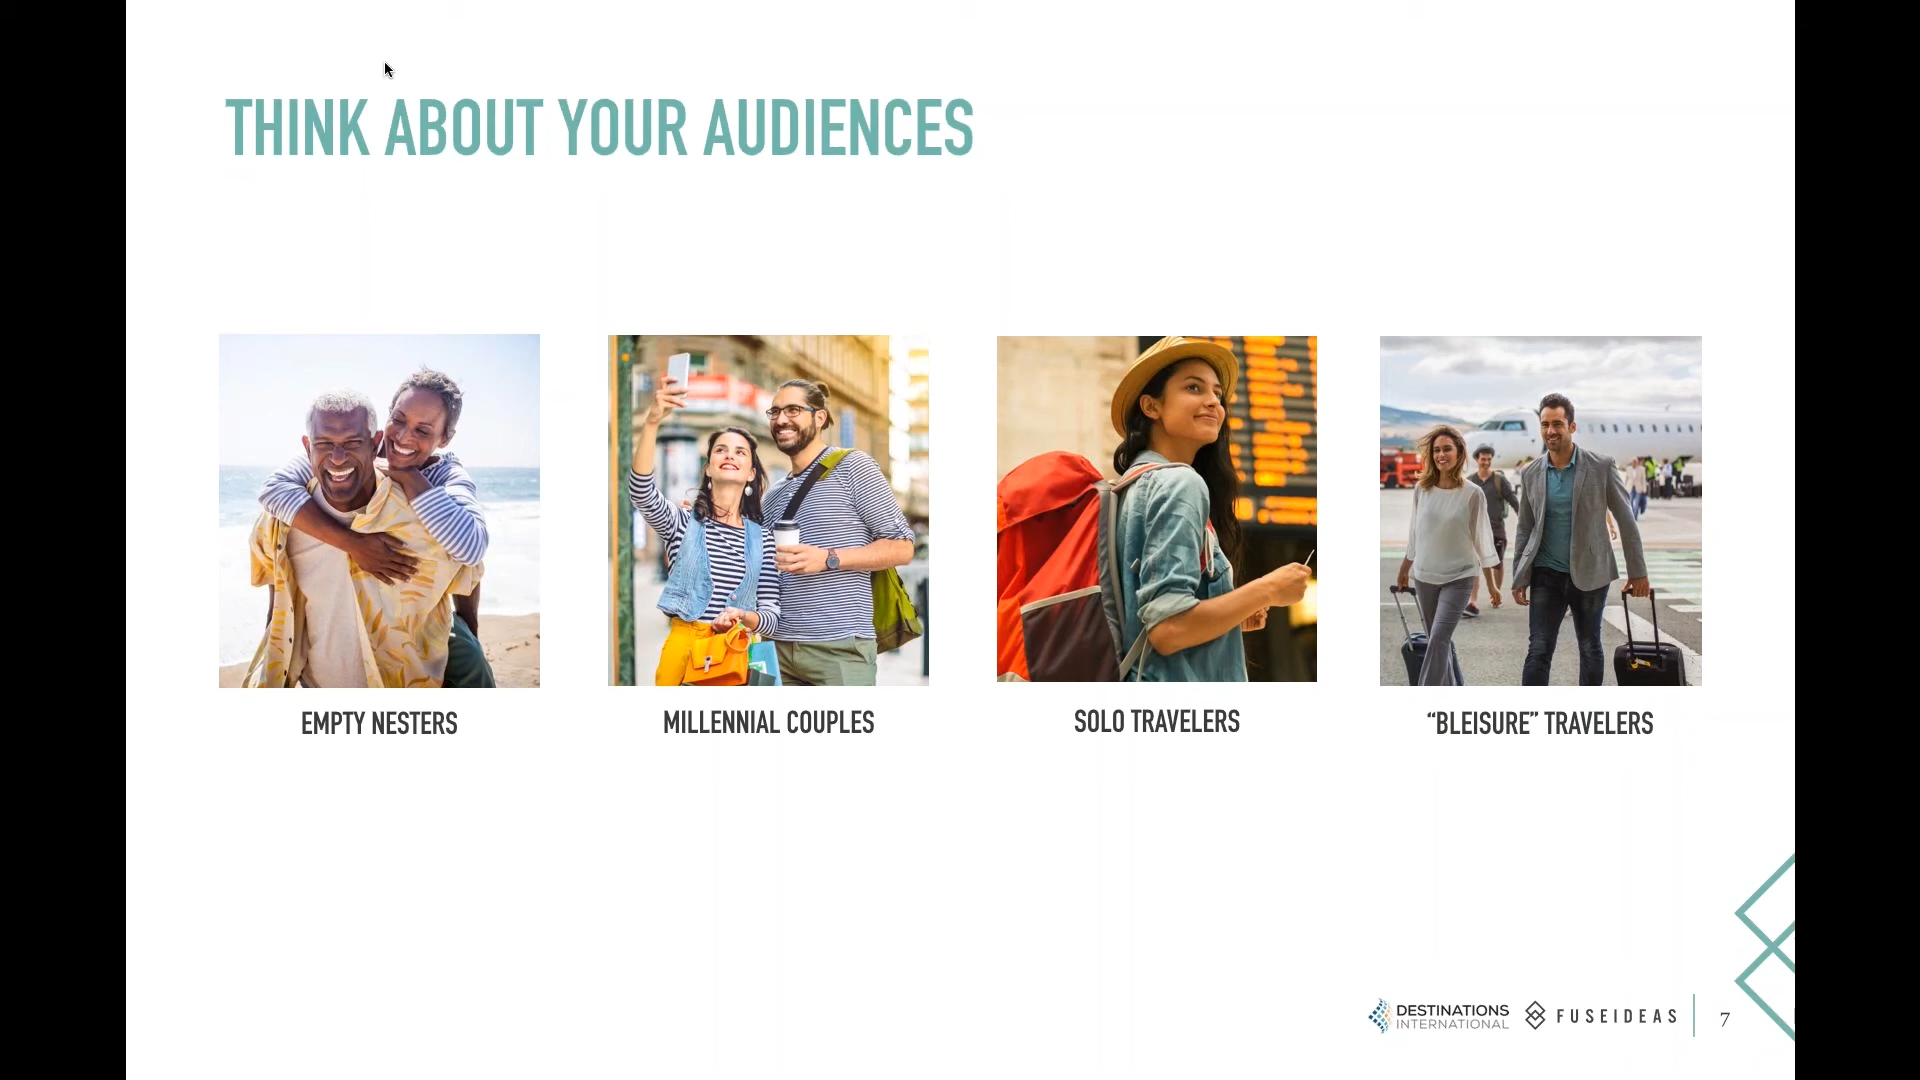 THINK ABOUT YOUR AUDIENCES
EMPTY NESTERS
MILLENNIAL COUPLES
SOLO TRAVELERS
“BLEISURE” TRAVELERS
DESTINATIONS
INTERNATIONAL
FUSEIDEAS
7